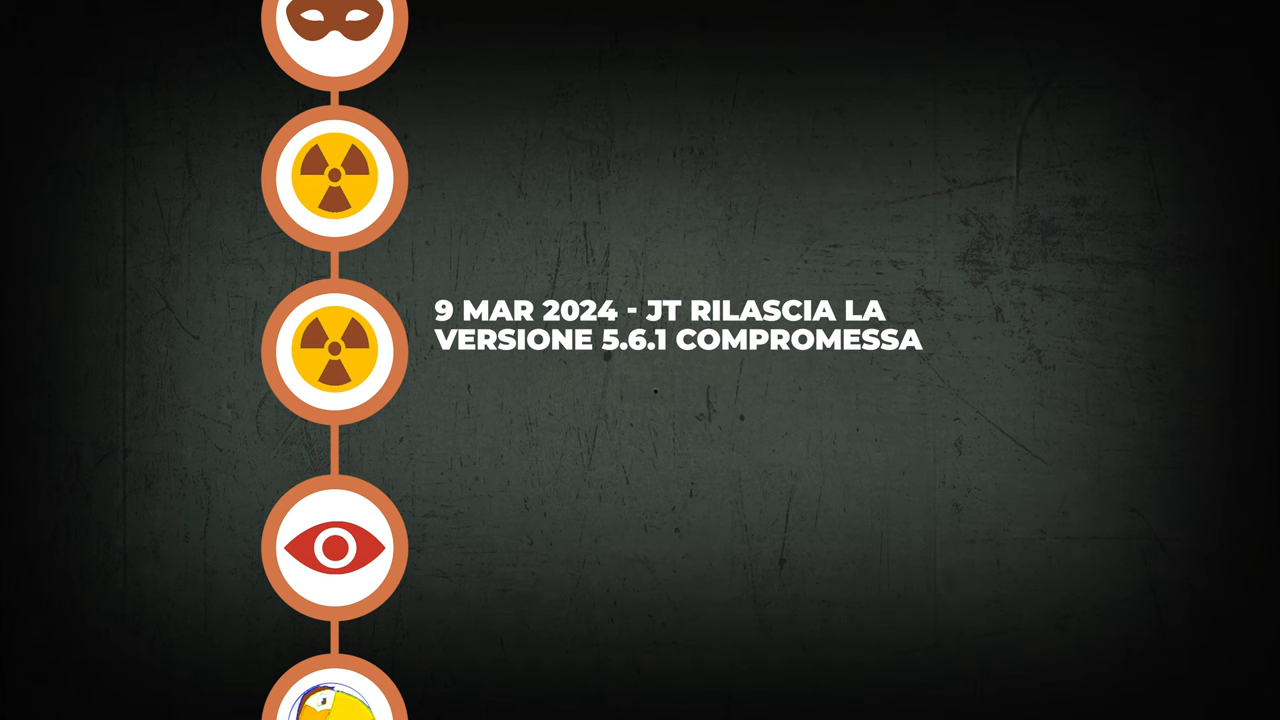 9 MAR 2024 - JT RILASCIA LA
VERSIONE 5.6.1 COMPROMESSA